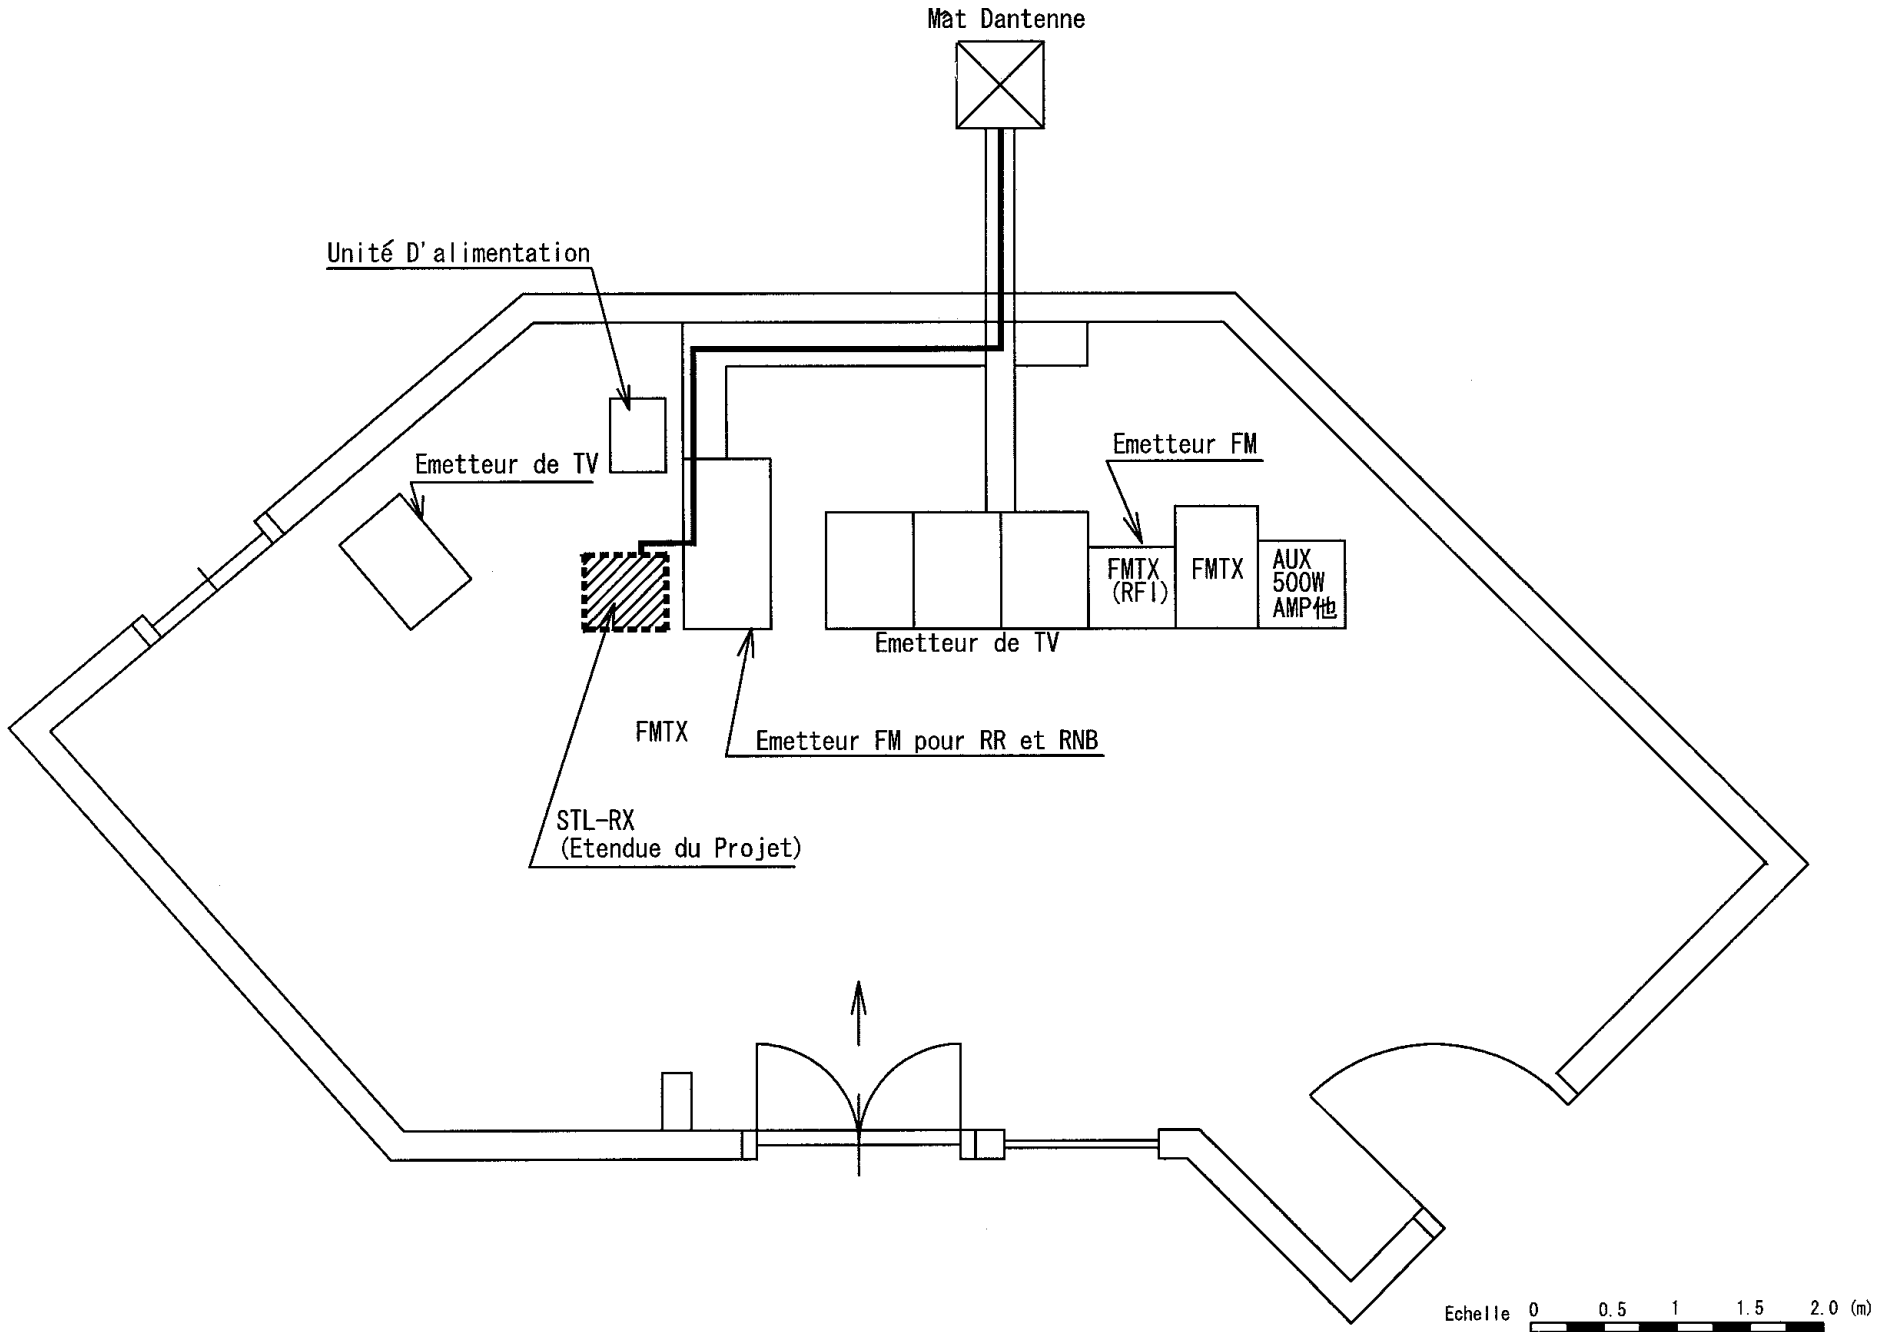 Mât Dantenne
Unité D'alimentation
Emetteur de TV
Emetteur FM
FMTX
(RFI)
FMTX
AUX
500W
AMP他
Emetteur de TV
FMTX
Emetteur FM pour RR et RNB
STL-RX
(Etendue du Projet)
Echelle 0 0.5 1 1.5 2.0 (m)